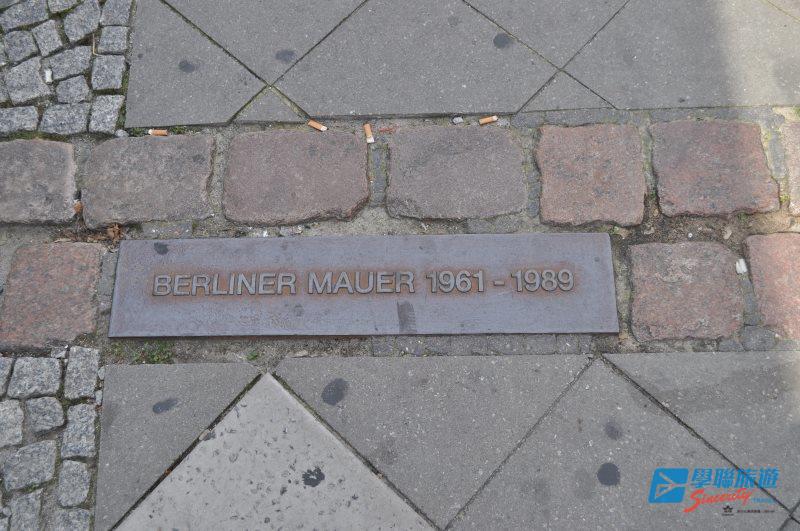 BERLINER MAUER 1961 - 1989
學聯旅遊
Sincerity